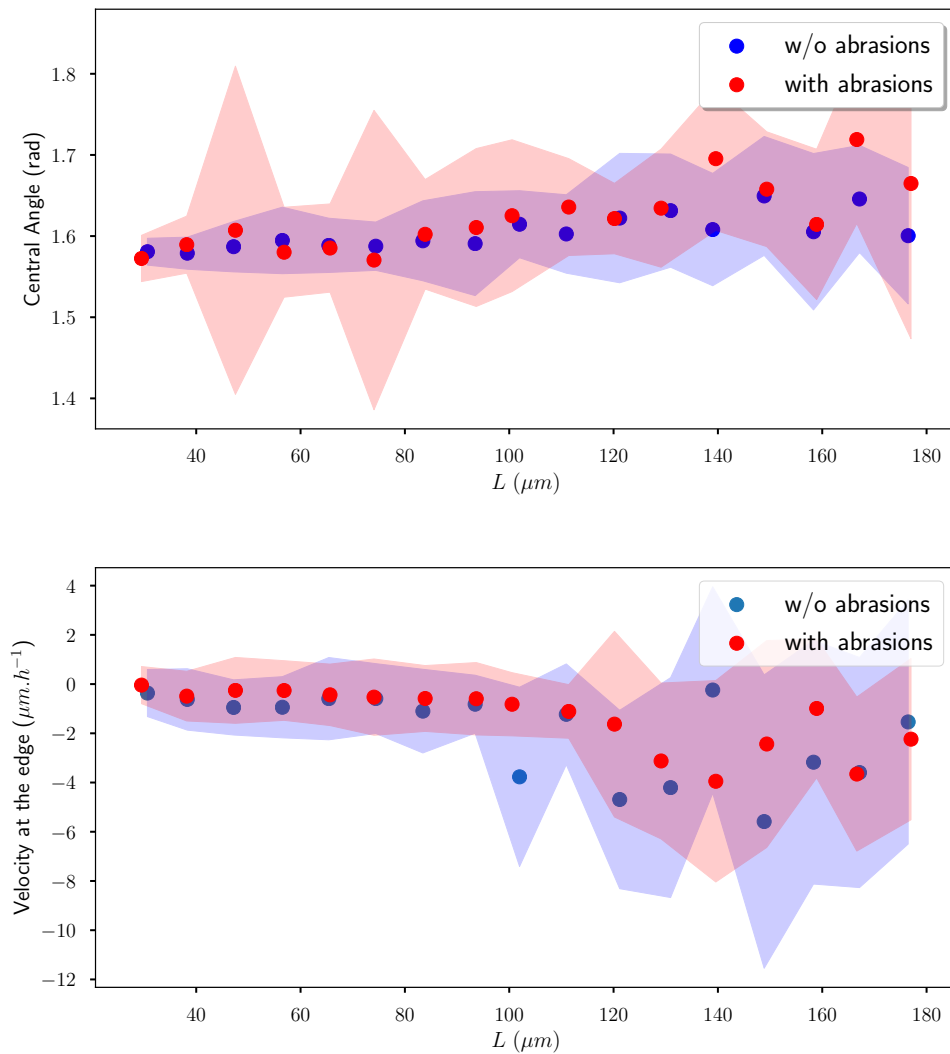 w/o abrasions
with abrasions
1.8
1.7
1.6
1.5
1.4
Central Angle (rad)
40 60 80 100 120 140 160 180
L (μm)
w/o abrasions
with abrasions
4
2
0
−2
−4
−6
−8
−10
−12
Velocity at the edge (μm.h⁻¹)
40 60 80 100 120 140 160 180
L (μm)